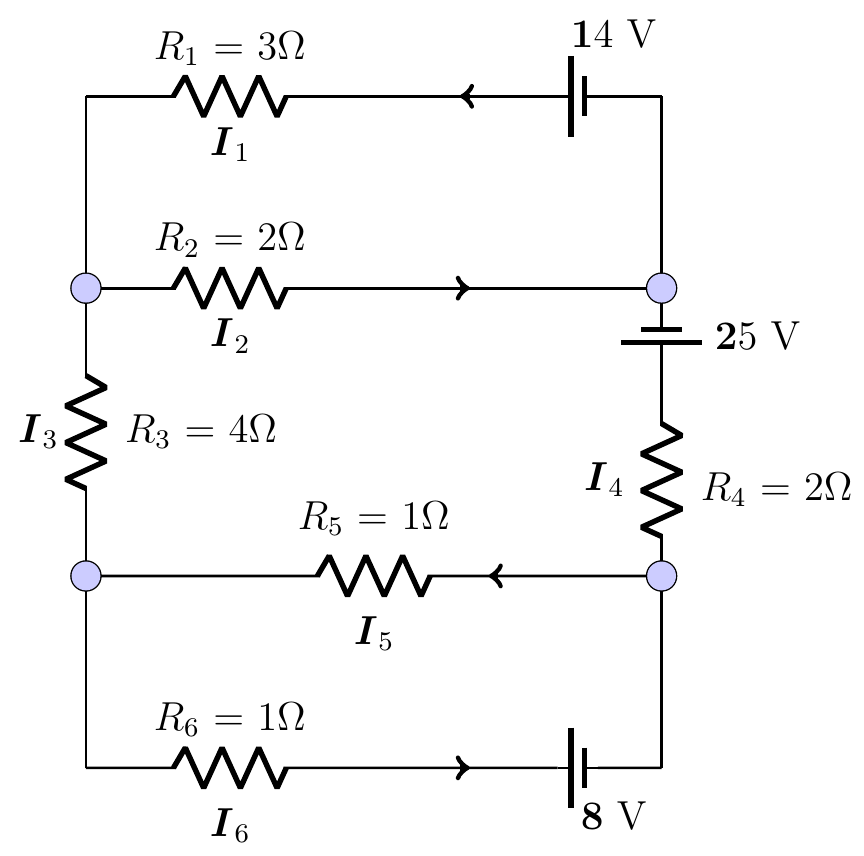 14 V
R₁ = 3Ω
I₁
R₂ = 2Ω
I₂
25 V
I₃
R₃ = 4Ω
I₄
R₄ = 2Ω
R₅ = 1Ω
I₅
R₆ = 1Ω
I₆
8 V